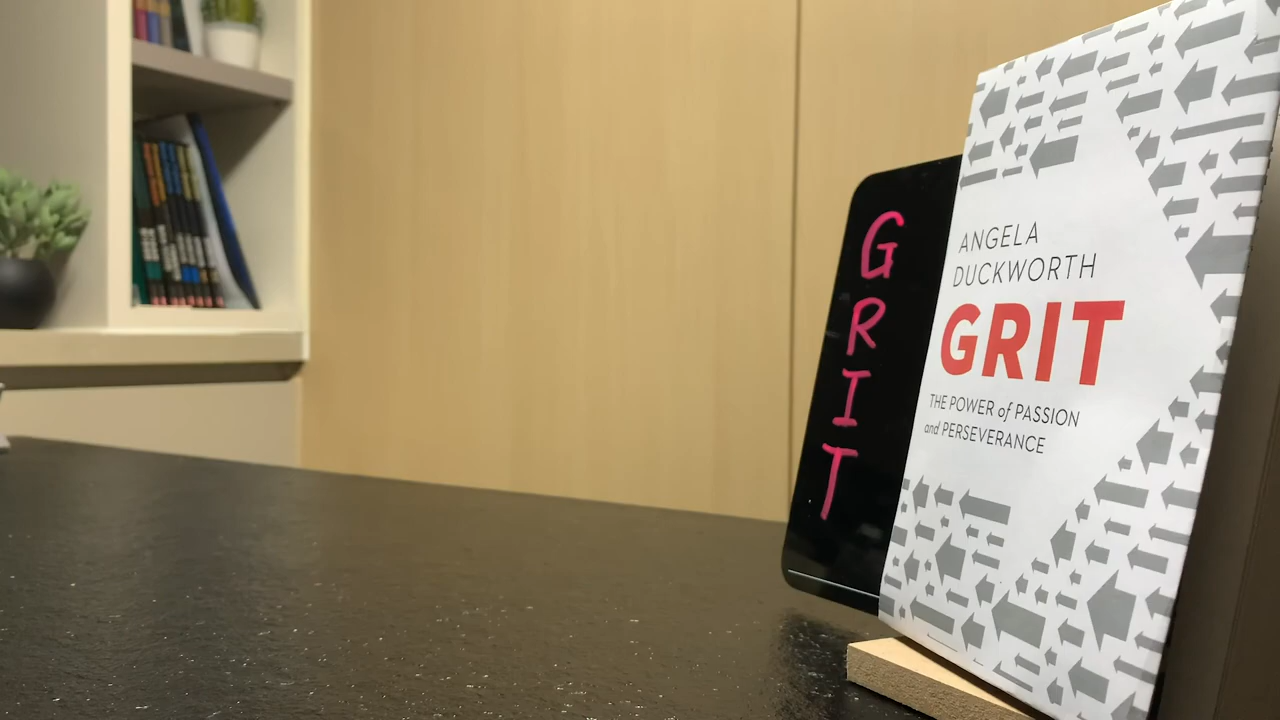 G
R
I
T
ANGELA
DUCKWORTH
GRIT
THE POWER of PASSION
and PERSEVERANCE